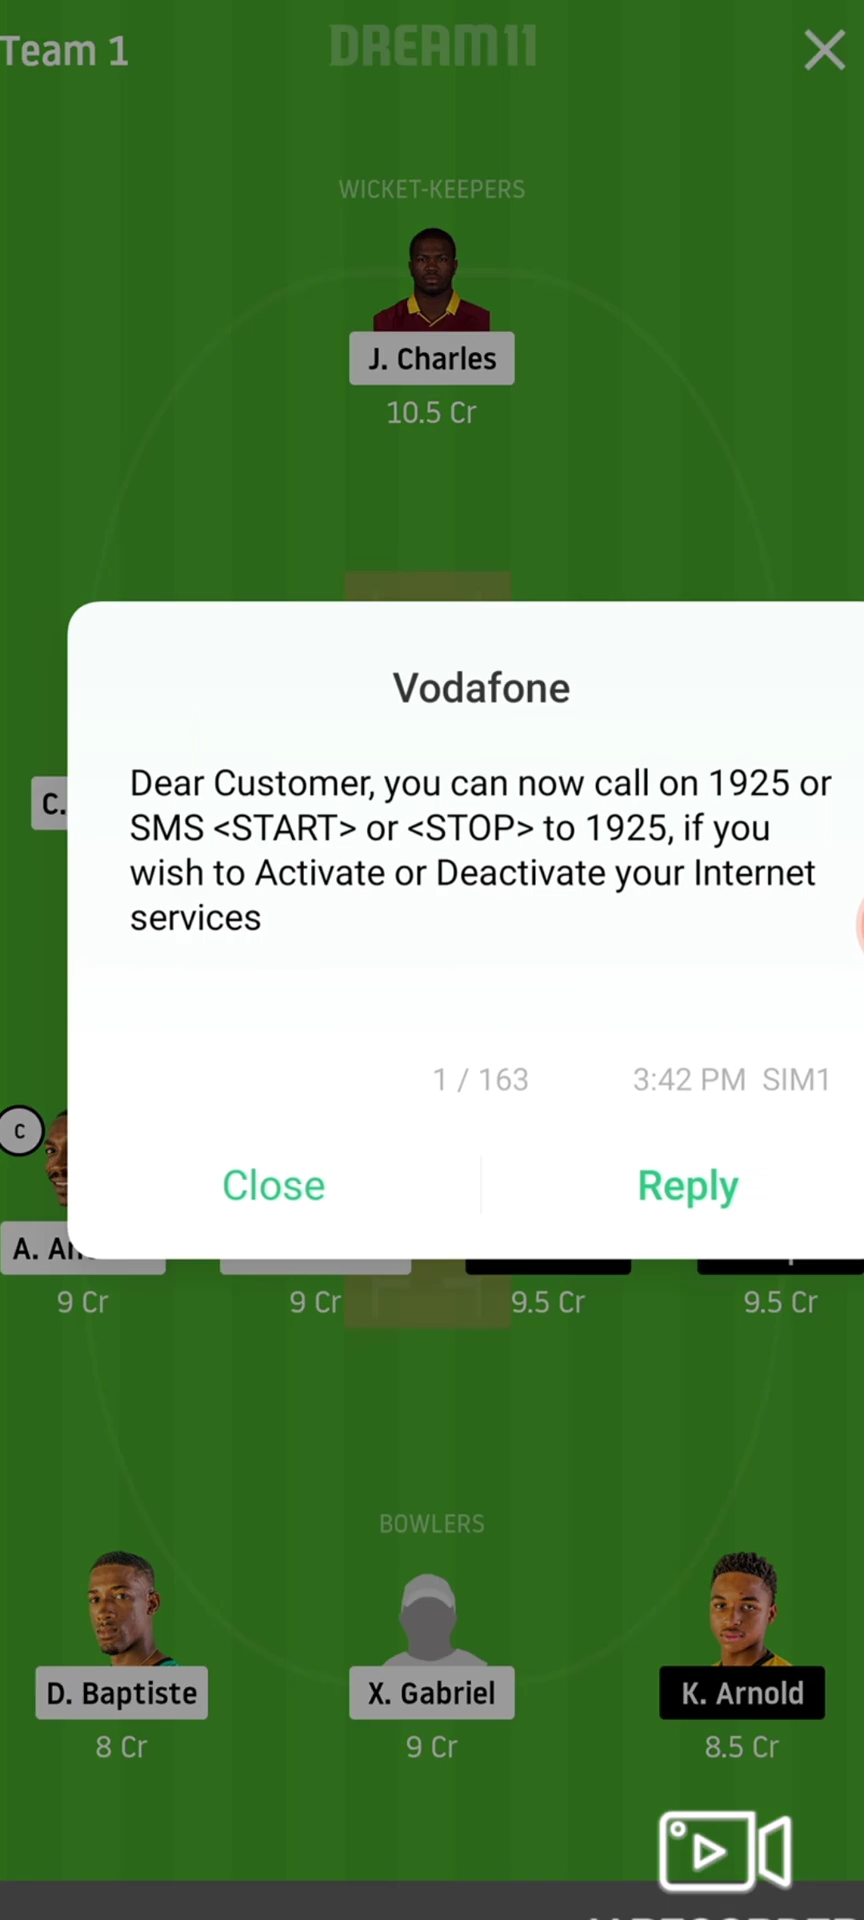 Team 1
DREAM11
WICKET-KEEPERS
J. Charles
10.5 Cr
Vodafone
Dear Customer, you can now call on 1925 or
SMS <START> or <STOP> to 1925, if you
wish to Activate or Deactivate your Internet
services
C.
1 / 163 3:42 PM SIM1
C
Close Reply
A.
9 Cr 9 Cr 9.5 Cr 9.5 Cr
BOWLERS
D. Baptiste X. Gabriel K. Arnold
8 Cr 9 Cr 8.5 Cr